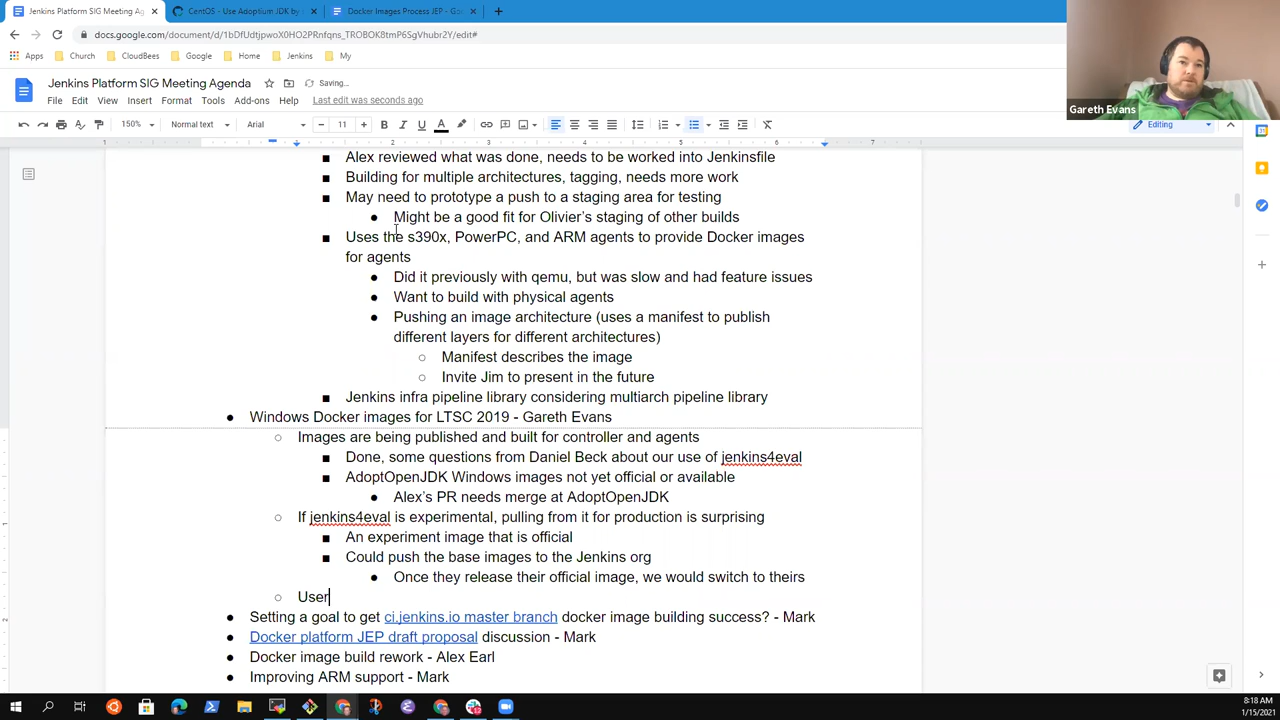 Jenkins Platform SIG Meeting Ag
CentOS - Use Adoptium JDK by
Docker Images Process JEP - Go
docs.google.com/document/d/1bDfUdtjpwoX0HO2PRnfqns_TROBOK8tmP6SgVhubr2Y/edit#
Apps
Church
CloudBees
Google
Home
Jenkins
My
Jenkins Platform SIG Meeting Agenda
Saving...
File Edit View Insert Format Tools Add-ons Help
Last edit was seconds ago
Gareth Evans
150%
Normal text
Arial
11
Editing
1 2 3 4 5 6 7
Alex reviewed what was done, needs to be worked into Jenkinsfile
Building for multiple architectures, tagging, needs more work
May need to prototype a push to a staging area for testing
Might be a good fit for Olivier's staging of other builds
Uses the s390x, PowerPC, and ARM agents to provide Docker images
for agents
Did it previously with qemu, but was slow and had feature issues
Want to build with physical agents
Pushing an image architecture (uses a manifest to publish
different layers for different architectures)
Manifest describes the image
Invite Jim to present in the future
Jenkins infra pipeline library considering multiarch pipeline library
Windows Docker images for LTSC 2019 - Gareth Evans
Images are being published and built for controller and agents
Done, some questions from Daniel Beck about our use of jenkins4eval
AdoptOpenJDK Windows images not yet official or available
Alex's PR needs merge at AdoptOpenJDK
If jenkins4eval is experimental, pulling from it for production is surprising
An experiment image that is official
Could push the base images to the Jenkins org
Once they release their official image, we would switch to theirs
User
Setting a goal to get ci.jenkins.io master branch docker image building success? - Mark
Docker platform JEP draft proposal discussion - Mark
Docker image build rework - Alex Earl
Improving ARM support - Mark
8:18 AM
1/15/2021